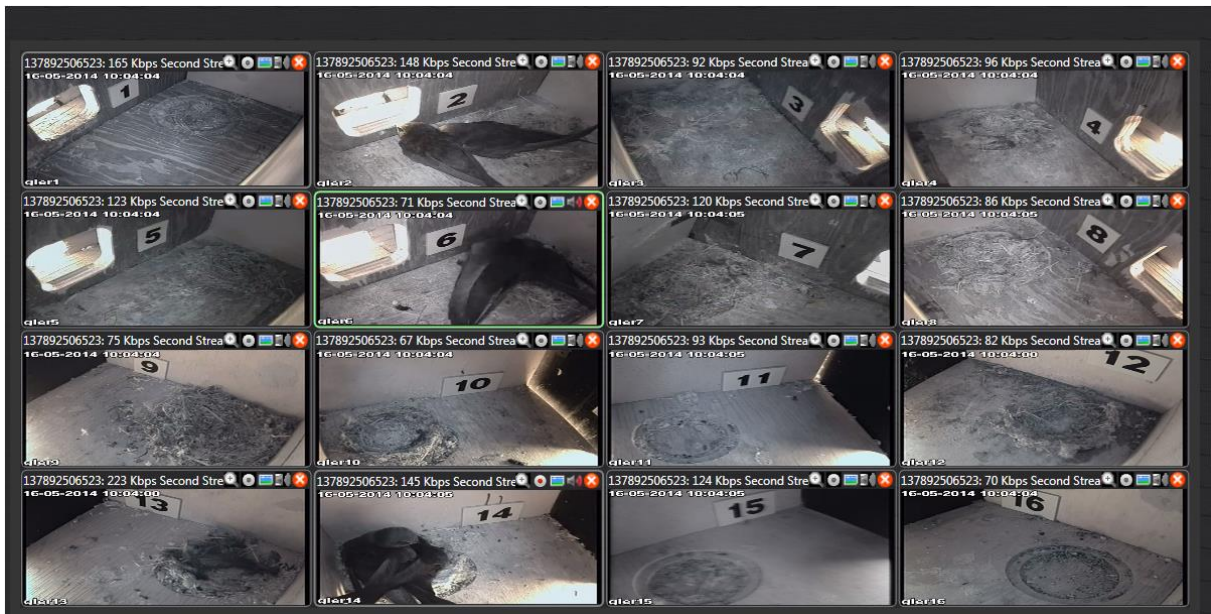 137892506523: 165 Kbps Second Stre
16-05-2014 10:04:04
1
qlar1
137892506523: 148 Kbps Second Stre
16-05-2014 10:04:04
2
qlar2
137892506523: 92 Kbps Second Strea
16-05-2014 10:04:04
3
qlar3
137892506523: 96 Kbps Second Strea
16-05-2014 10:04:04
4
qlar4
137892506523: 123 Kbps Second Stre
16-05-2014 10:04:04
5
qlar5
137892506523: 71 Kbps Second Strea
16-05-2014 10:04:04
6
qlar6
137892506523: 120 Kbps Second Stre
16-05-2014 10:04:05
7
qlar7
137892506523: 86 Kbps Second Strea
16-05-2014 10:04:05
8
qlar8
137892506523: 75 Kbps Second Strea
16-05-2014 10:04:04
9
qlar9
137892506523: 67 Kbps Second Strea
16-05-2014 10:04:04
10
qlar10
137892506523: 93 Kbps Second Strea
16-05-2014 10:04:05
11
qlar11
137892506523: 82 Kbps Second Strea
16-05-2014 10:04:00
12
qlar12
137892506523: 223 Kbps Second Stre
16-05-2014 10:04:00
13
qlar13
137892506523: 145 Kbps Second Stre
16-05-2014 10:04:05
14
qlar14
137892506523: 124 Kbps Second Stre
16-05-2014 10:04:05
15
qlar15
137892506523: 70 Kbps Second Strea
16-05-2014 10:04:04
16
qlar16